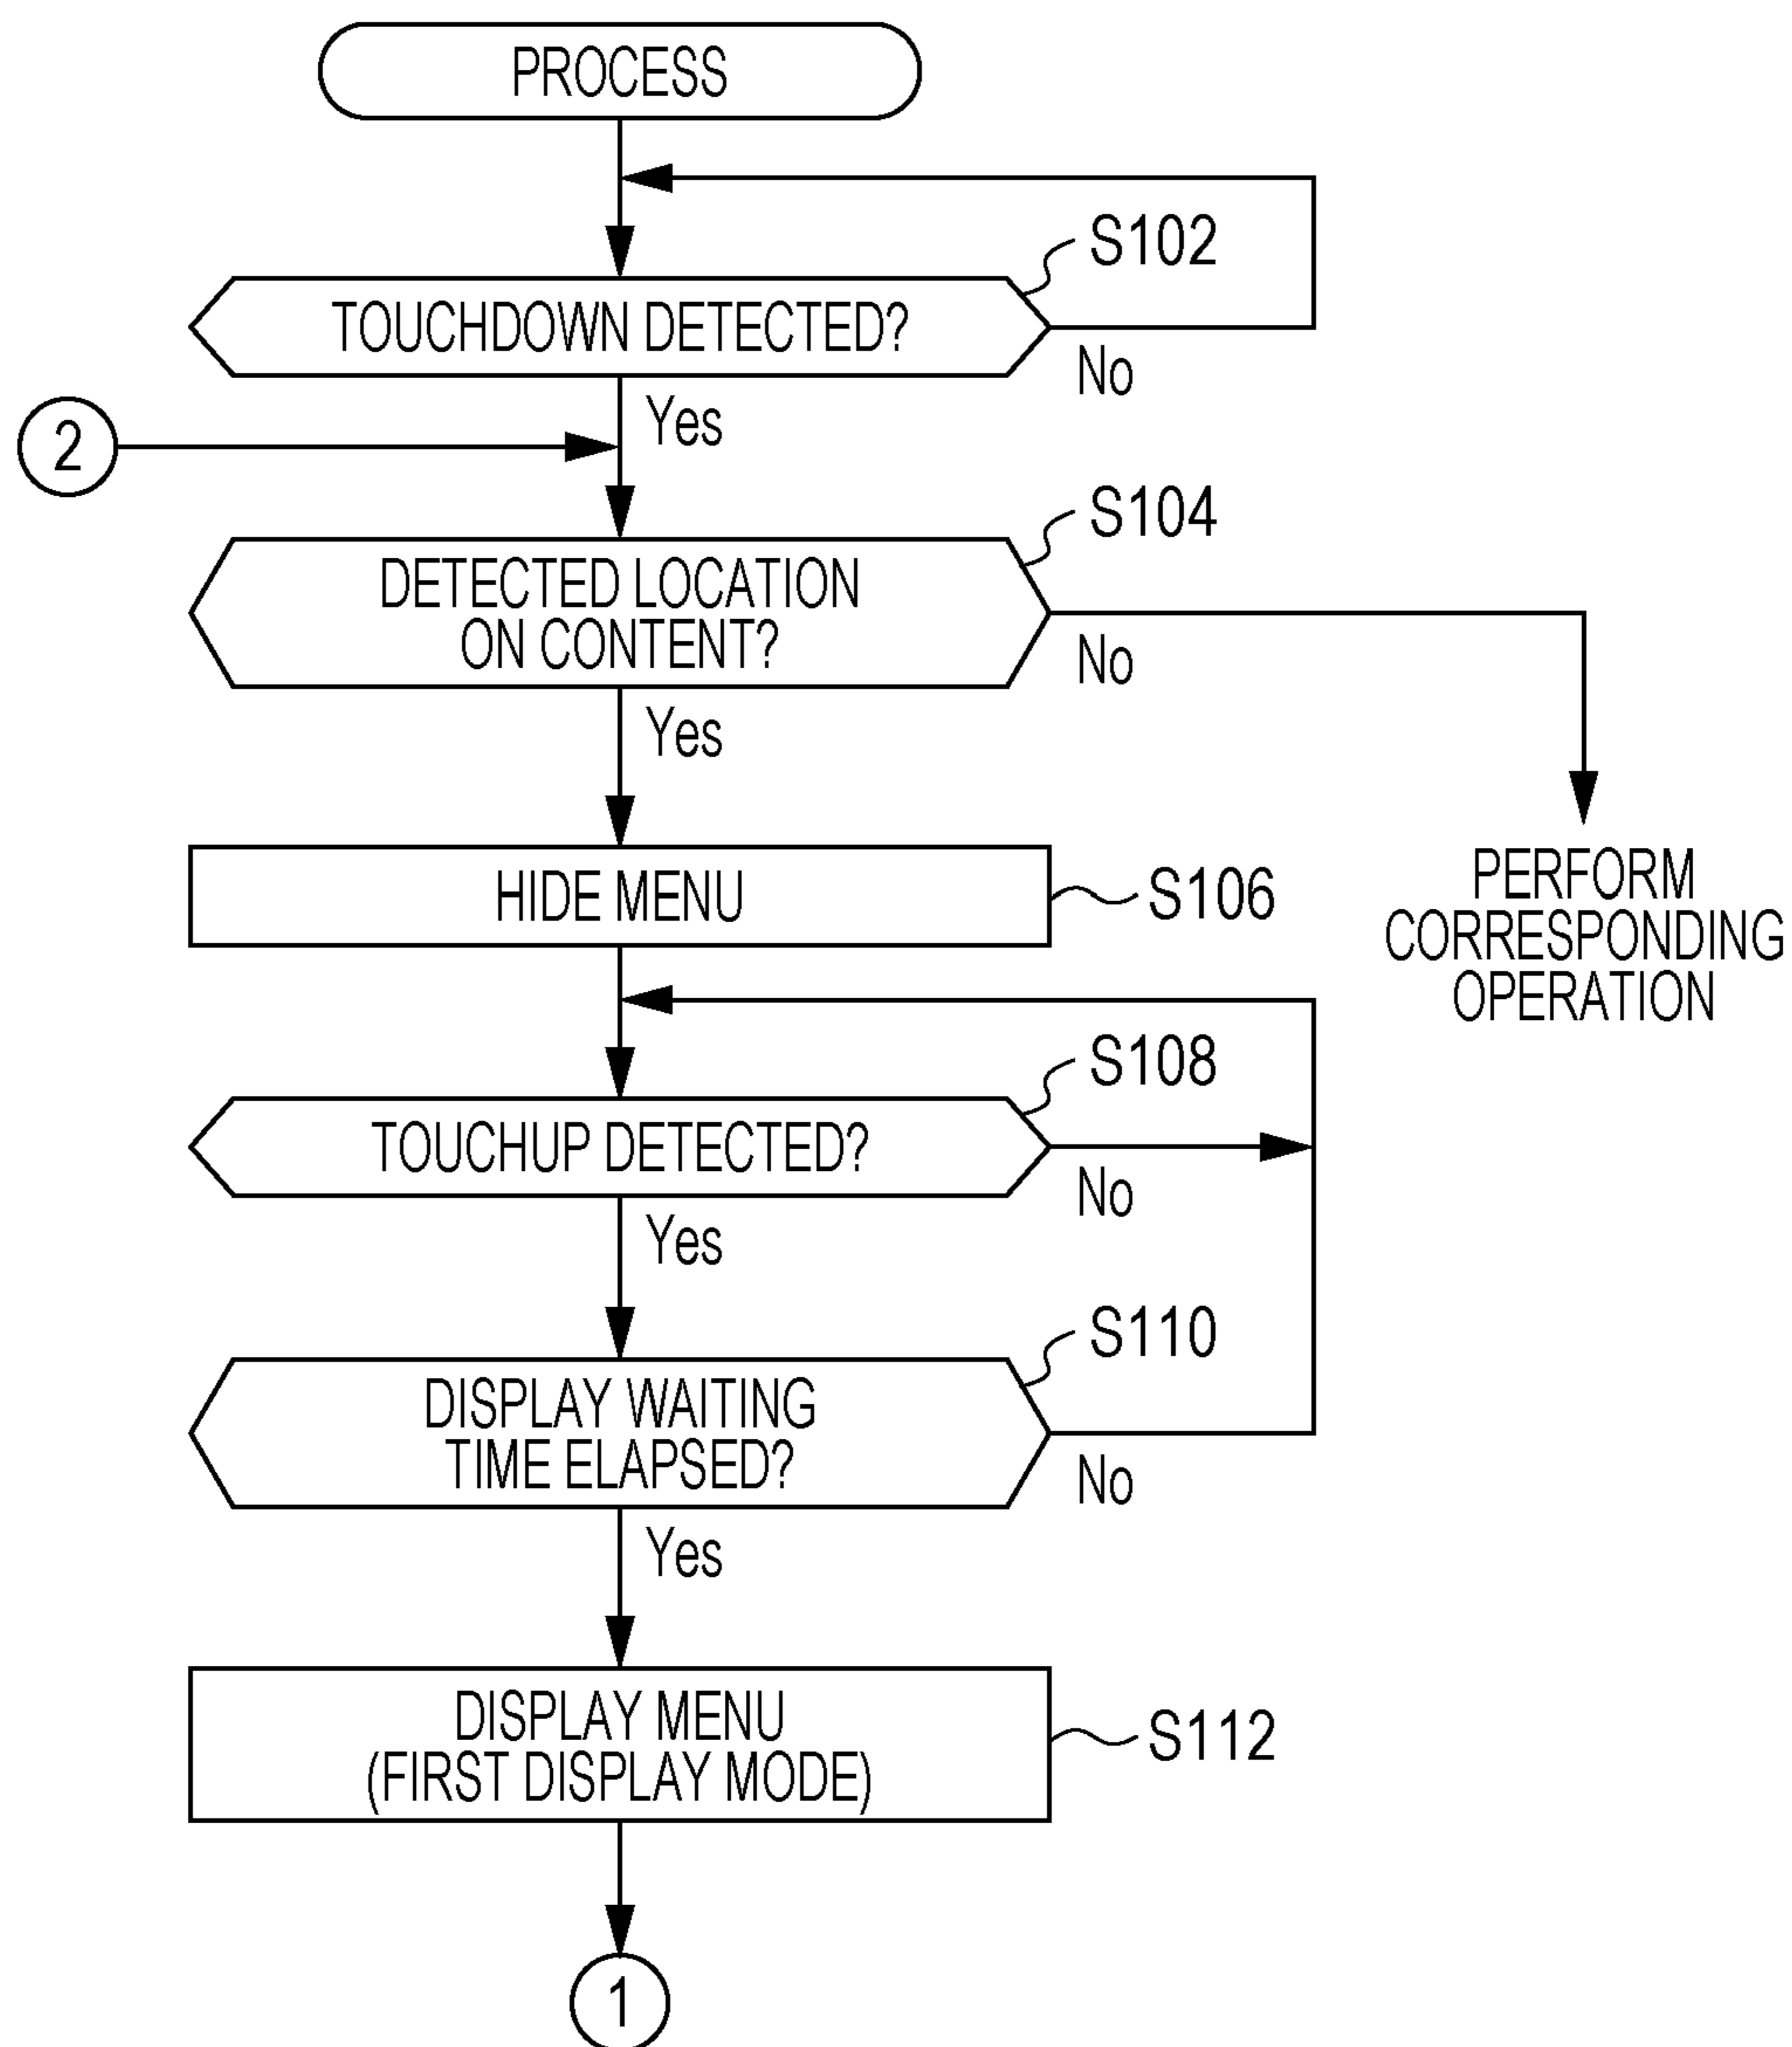 PROCESS
S102
TOUCHDOWN DETECTED?
No
Yes
2
S104
DETECTED LOCATION
ON CONTENT?
No
Yes
HIDE MENU
S106
PERFORM
CORRESPONDING
OPERATION
S108
TOUCHUP DETECTED?
No
Yes
S110
DISPLAY WAITING
TIME ELAPSED?
No
Yes
DISPLAY MENU
(FIRST DISPLAY MODE)
S112
1